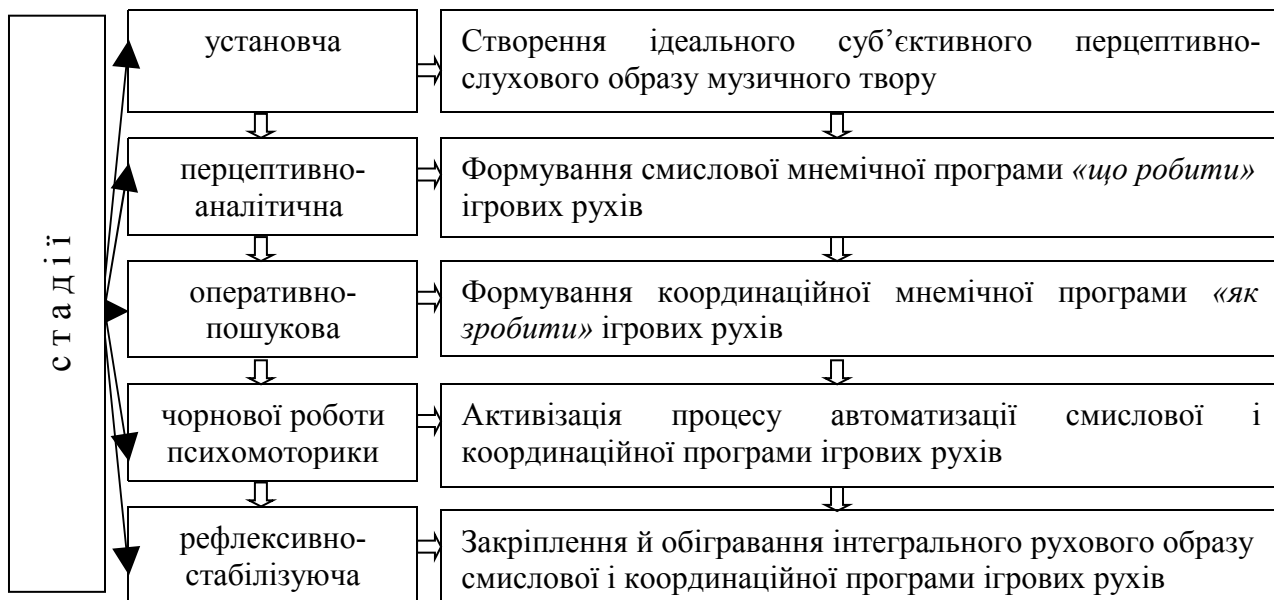 стадії
установча
Створення ідеального суб’єктивного перцептивно-
слухового образу музичного твору
перцептивно-
аналітична
Формування смислової мнемічної програми «що робити»
ігрових рухів
оперативно-
пошукова
Формування координаційної мнемічної програми «як
зробити» ігрових рухів
чорнової роботи
психомоторики
Активізація процесу автоматизації смислової і
координаційної програми ігрових рухів
рефлексивно-
стабілізуюча
Закріплення й обігравання інтегрального рухового образу
смислової і координаційної програми ігрових рухів